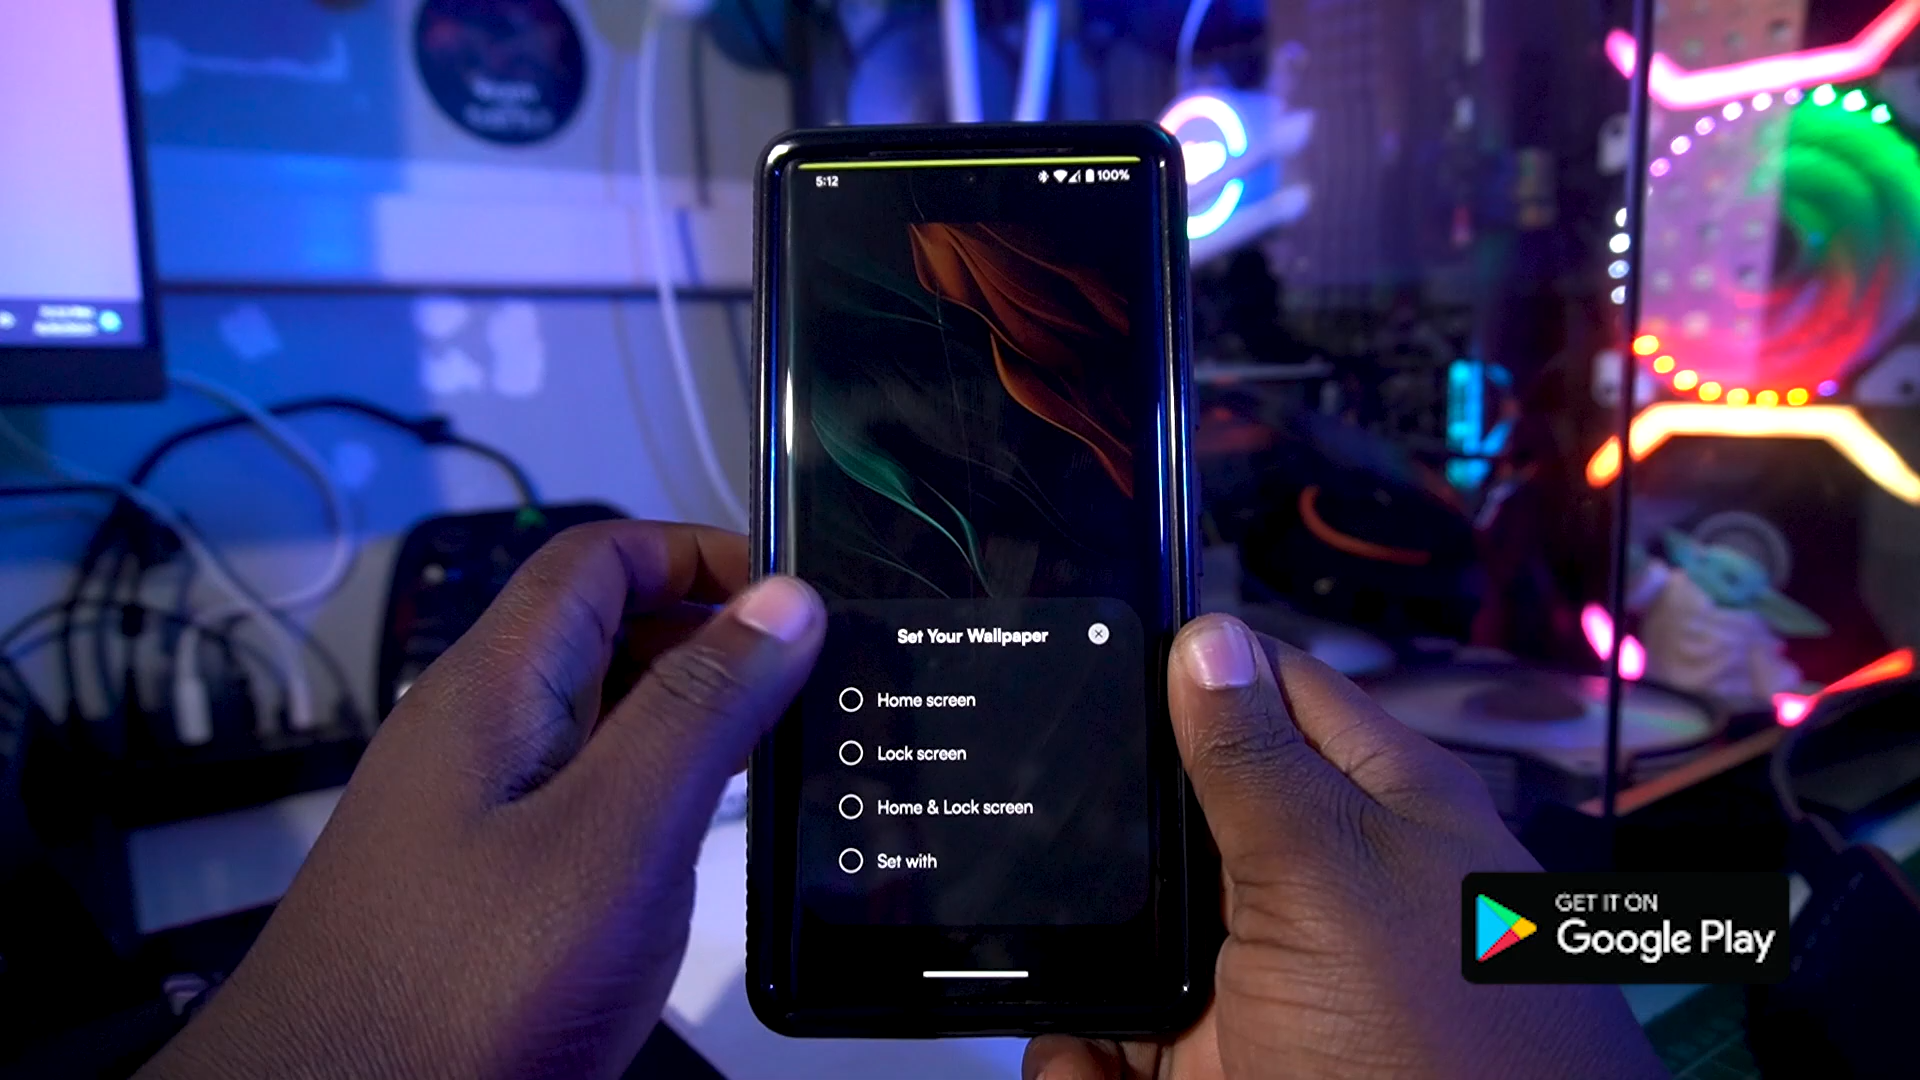 5:12
100%
Set Your Wallpaper
Home screen
Lock screen
Home & Lock screen
Set with
GET IT ON
Google Play